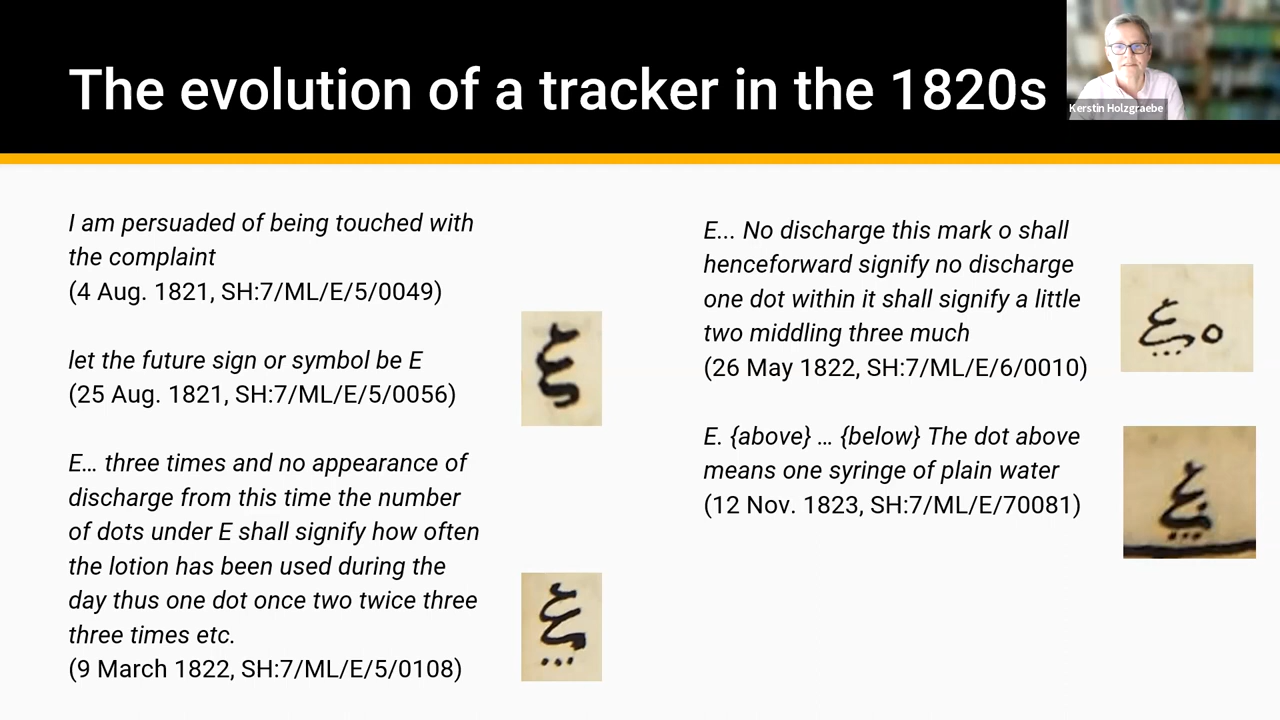 The evolution of a tracker in the 1820s
Kerstin Holzgraebe
I am persuaded of being touched with
the complaint
(4 Aug. 1821, SH:7/ML/E/5/0049)
let the future sign or symbol be E
(25 Aug. 1821, SH:7/ML/E/5/0056)
E… three times and no appearance of
discharge from this time the number
of dots under E shall signify how often
the lotion has been used during the
day thus one dot once two twice three
three times etc.
(9 March 1822, SH:7/ML/E/5/0108)
E... No discharge this mark o shall
henceforward signify no discharge
one dot within it shall signify a little
two middling three much
(26 May 1822, SH:7/ML/E/6/0010)
E. {above} … {below} The dot above
means one syringe of plain water
(12 Nov. 1823, SH:7/ML/E/70081)